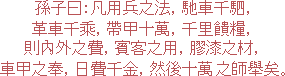 孫子曰：凡用兵之法，馳車千駟，
革車千乘，帶甲十萬，千里饋糧，
則內外之費，賓客之用，膠漆之材，
車甲之奉，日費千金，然後十萬之師舉矣。